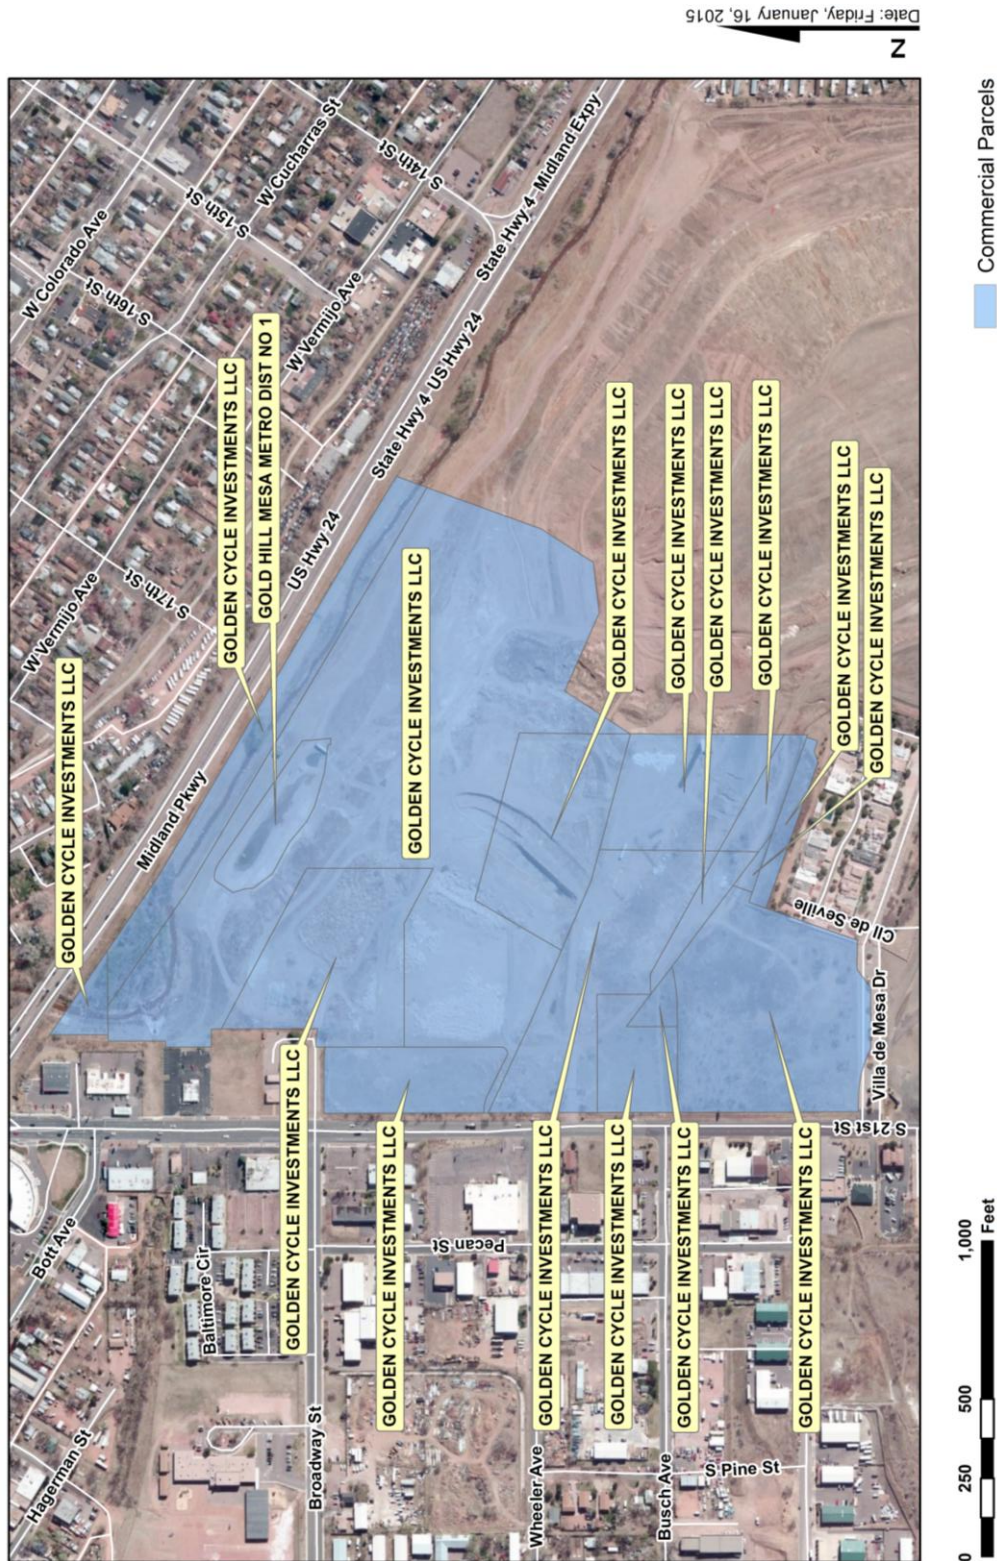 Hagerman St
Bott Ave
GOLDEN CYCLE INVESTMENTS LLC
W Vermijo Ave
W Colorado Ave
S 16th St
S 15th St
W Cucharras St
S 17th St
Midland Pkwy
Baltimore Cir
GOLDEN CYCLE INVESTMENTS LLC
GOLD HILL MESA METRO DIST NO 1
W Vermijo Ave
S 14th St
US Hwy 24
Broadway St
GOLDEN CYCLE INVESTMENTS LLC
State Hwy 4
US Hwy 24
State Hwy 4
Midland Expy
GOLDEN CYCLE INVESTMENTS LLC
GOLDEN CYCLE INVESTMENTS LLC
Pecan St
Wheeler Ave
GOLDEN CYCLE INVESTMENTS LLC
GOLDEN CYCLE INVESTMENTS LLC
GOLDEN CYCLE INVESTMENTS LLC
Busch Ave
GOLDEN CYCLE INVESTMENTS LLC
GOLDEN CYCLE INVESTMENTS LLC
GOLDEN CYCLE INVESTMENTS LLC
S Pine St
GOLDEN CYCLE INVESTMENTS LLC
GOLDEN CYCLE INVESTMENTS LLC
GOLDEN CYCLE INVESTMENTS LLC
GOLDEN CYCLE INVESTMENTS LLC
Cll de Seville
Villa de Mesa Dr
S 21st St
N
Date: Friday, January 16, 2015
0 250 500 1,000
Feet
Commercial Parcels